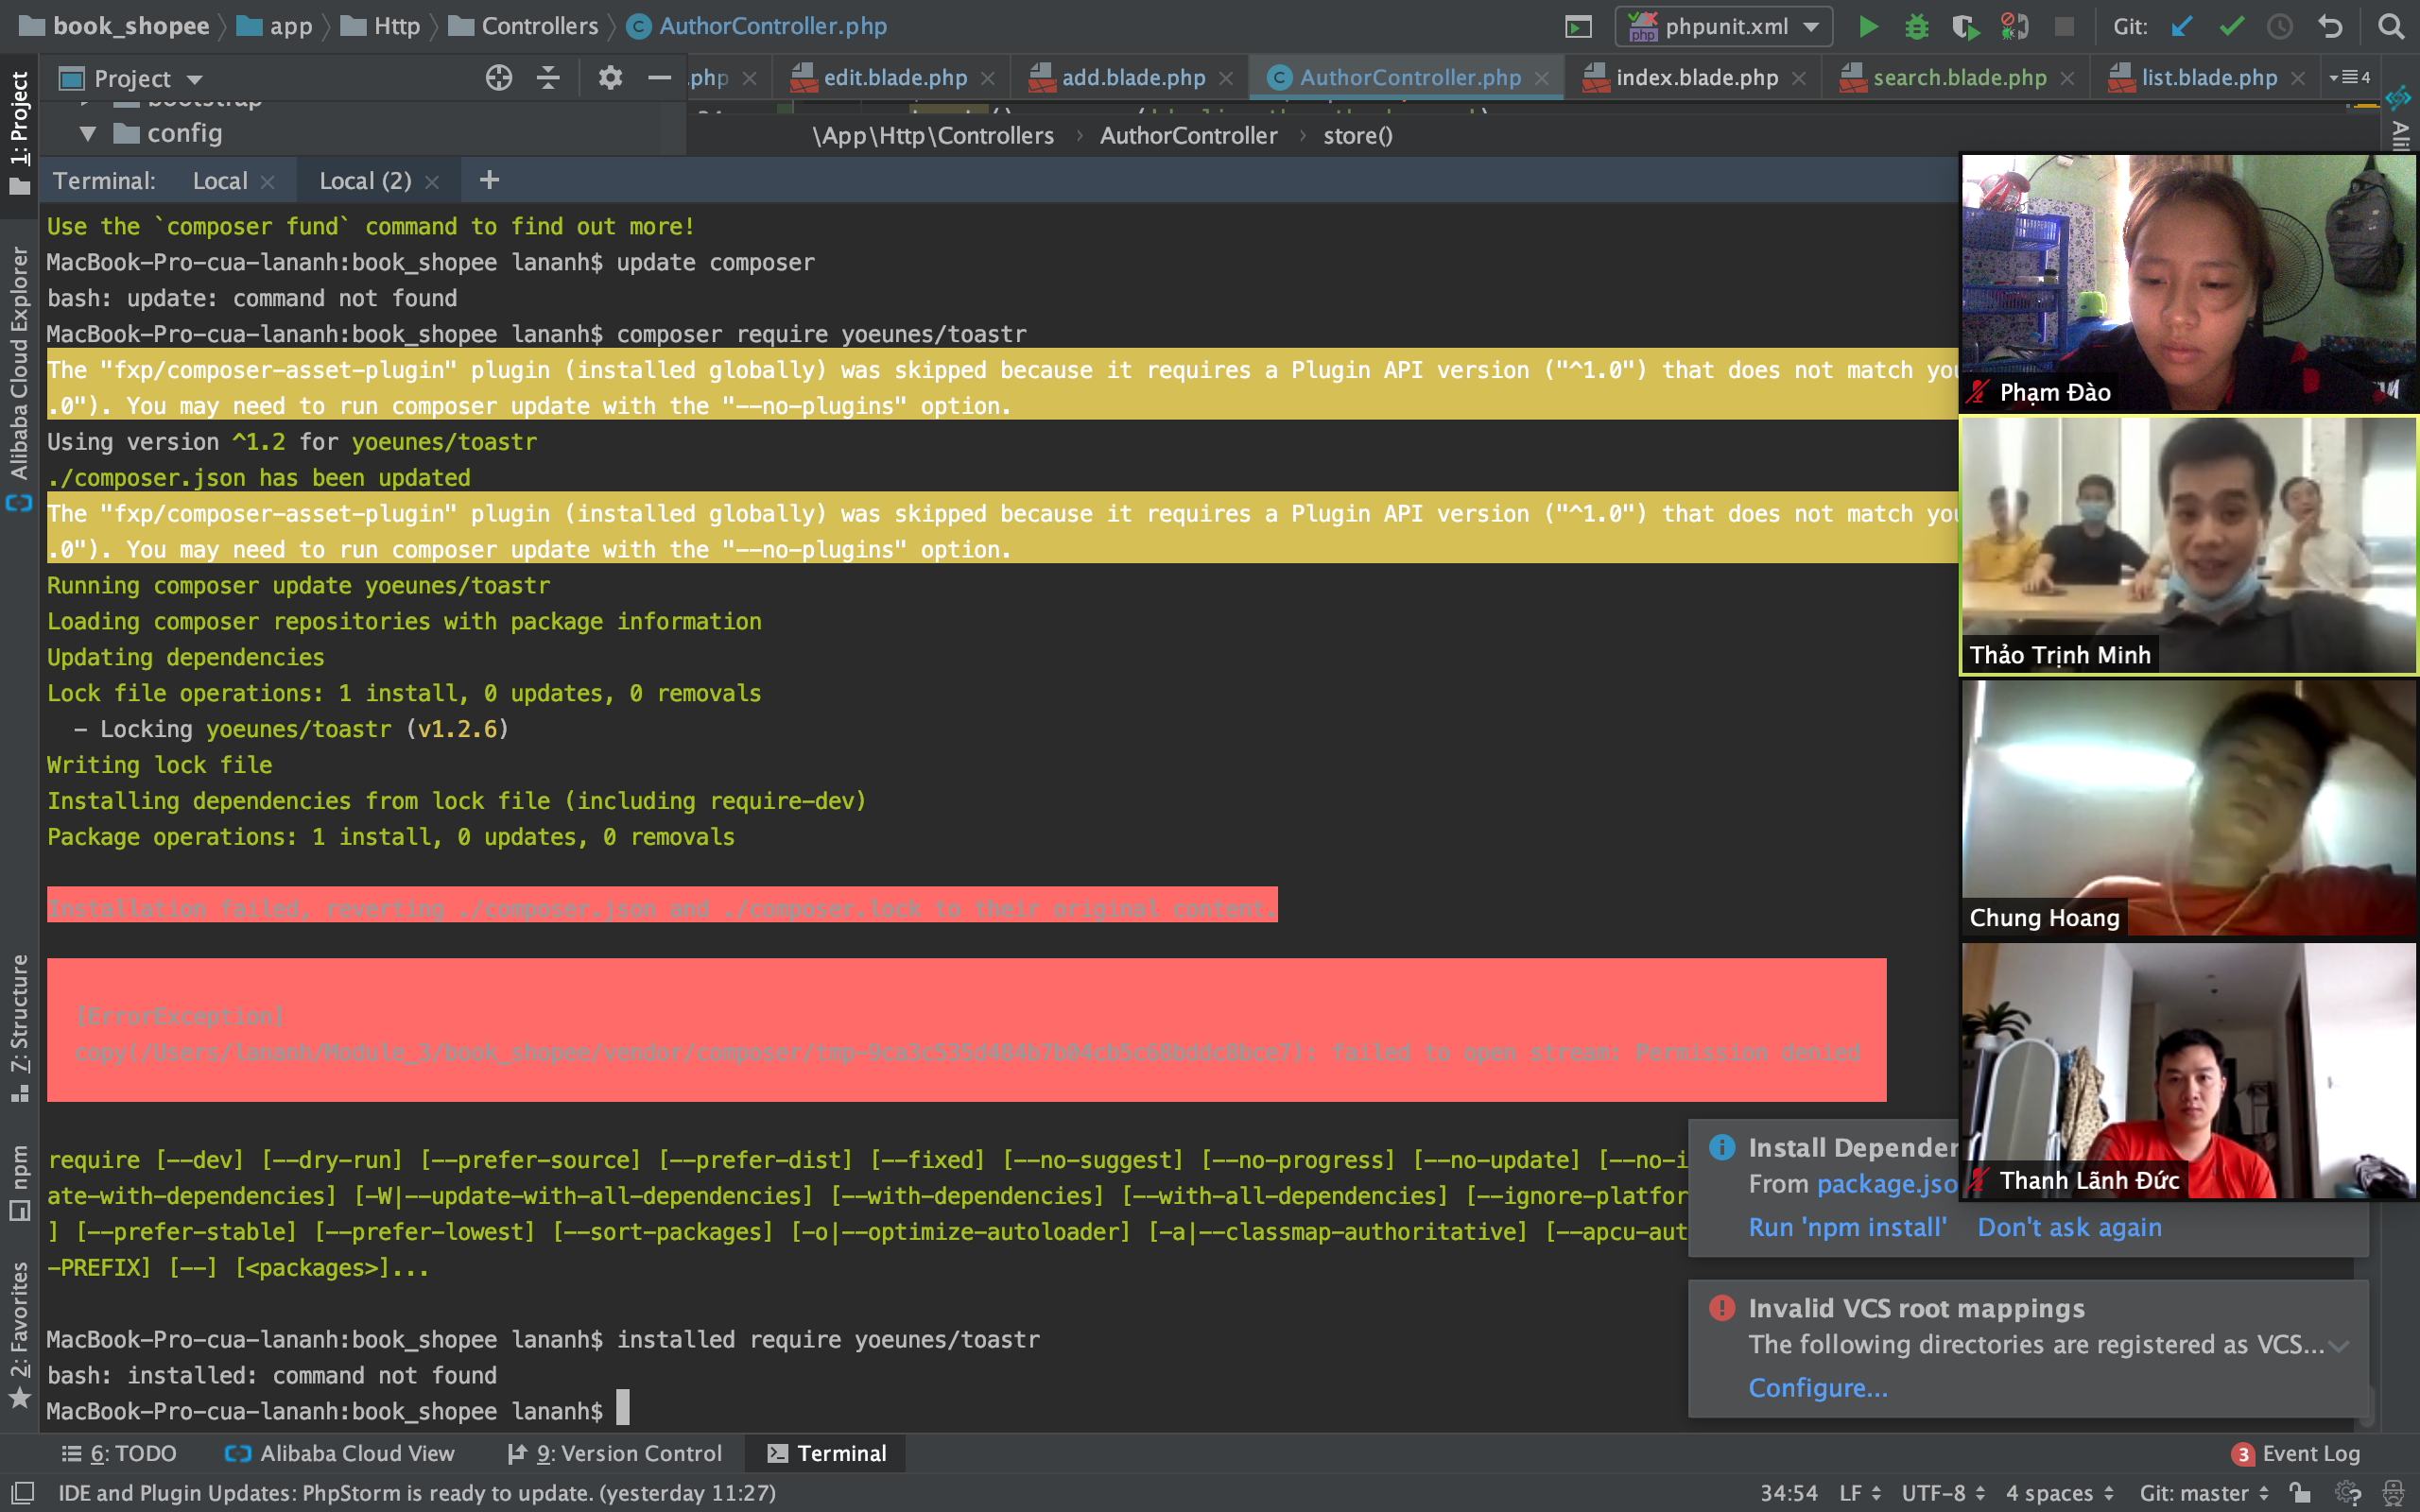 book_shopee app Http Controllers AuthorController.php
phpunit.xml Git:
Project
.php edit.blade.php add.blade.php AuthorController.php index.blade.php search.blade.php list.blade.php 4
bootstrap
config
\App\Http\Controllers AuthorController store()
Terminal: Local Local (2) +
Use the `composer fund` command to find out more!
MacBook-Pro-cua-lananh:book_shopee lananh$ update composer
bash: update: command not found
MacBook-Pro-cua-lananh:book_shopee lananh$ composer require yoeunes/toastr
The "fxp/composer-asset-plugin" plugin (installed globally) was skipped because it requires a Plugin API version ("^1.0") that does not match you
.0"). You may need to run composer update with the "--no-plugins" option.
Using version ^1.2 for yoeunes/toastr
./composer.json has been updated
The "fxp/composer-asset-plugin" plugin (installed globally) was skipped because it requires a Plugin API version ("^1.0") that does not match you
.0"). You may need to run composer update with the "--no-plugins" option.
Running composer update yoeunes/toastr
Loading composer repositories with package information
Updating dependencies
Lock file operations: 1 install, 0 updates, 0 removals
- Locking yoeunes/toastr (v1.2.6)
Writing lock file
Installing dependencies from lock file (including require-dev)
Package operations: 1 install, 0 updates, 0 removals
Installation failed, reverting ./composer.json and ./composer.lock to their original content.
[ErrorException]
copy(/Users/lananh/Module_3/book_shopee/vendor/composer/tmp-9ca3c535d484b7b04cb5c68bddc8bce7): failed to open stream: Permission denied
require [--dev] [--dry-run] [--prefer-source] [--prefer-dist] [--fixed] [--no-suggest] [--no-progress] [--no-update] [--no-i
ate-with-dependencies] [-W|--update-with-all-dependencies] [--with-dependencies] [--with-all-dependencies] [--ignore-platfor
] [--prefer-stable] [--prefer-lowest] [--sort-packages] [-o|--optimize-autoloader] [-a|--classmap-authoritative] [--apcu-aut
-PREFIX] [--] [<packages>]...
MacBook-Pro-cua-lananh:book_shopee lananh$ installed require yoeunes/toastr
bash: installed: command not found
MacBook-Pro-cua-lananh:book_shopee lananh$
1: Project
Alibaba Cloud Explorer
7: Structure
npm
2: Favorites
Phạm Đào
Thảo Trịnh Minh
Chung Hoang
Thanh Lãnh Đức
Install Depender
From package.jso
Run 'npm install' Don't ask again
Invalid VCS root mappings
The following directories are registered as VCS...
Configure...
6: TODO Alibaba Cloud View 9: Version Control Terminal 3 Event Log
IDE and Plugin Updates: PhpStorm is ready to update. (yesterday 11:27) 34:54 LF UTF-8 4 spaces Git: master